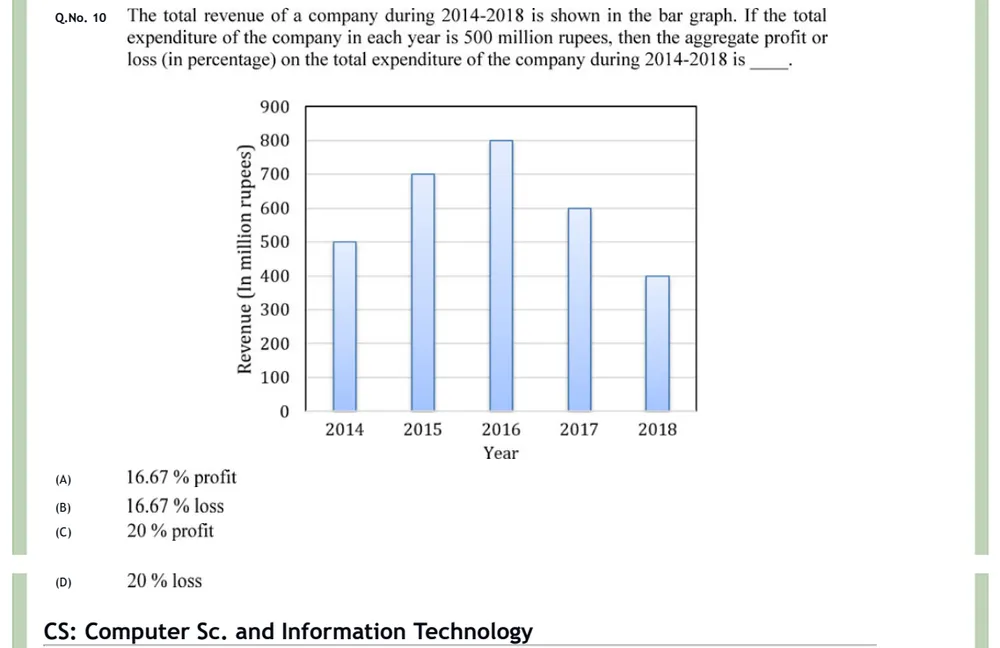 Q.No. 10 The total revenue of a company during 2014-2018 is shown in the bar graph. If the total
expenditure of the company in each year is 500 million rupees, then the aggregate profit or
loss (in percentage) on the total expenditure of the company during 2014-2018 is ____.
900
800
700
600
500
400
300
200
100
0
Revenue (In million rupees)
2014 2015 2016 2017 2018
Year
(A) 16.67 % profit
(B) 16.67 % loss
(C) 20 % profit
(D) 20 % loss
CS: Computer Sc. and Information Technology